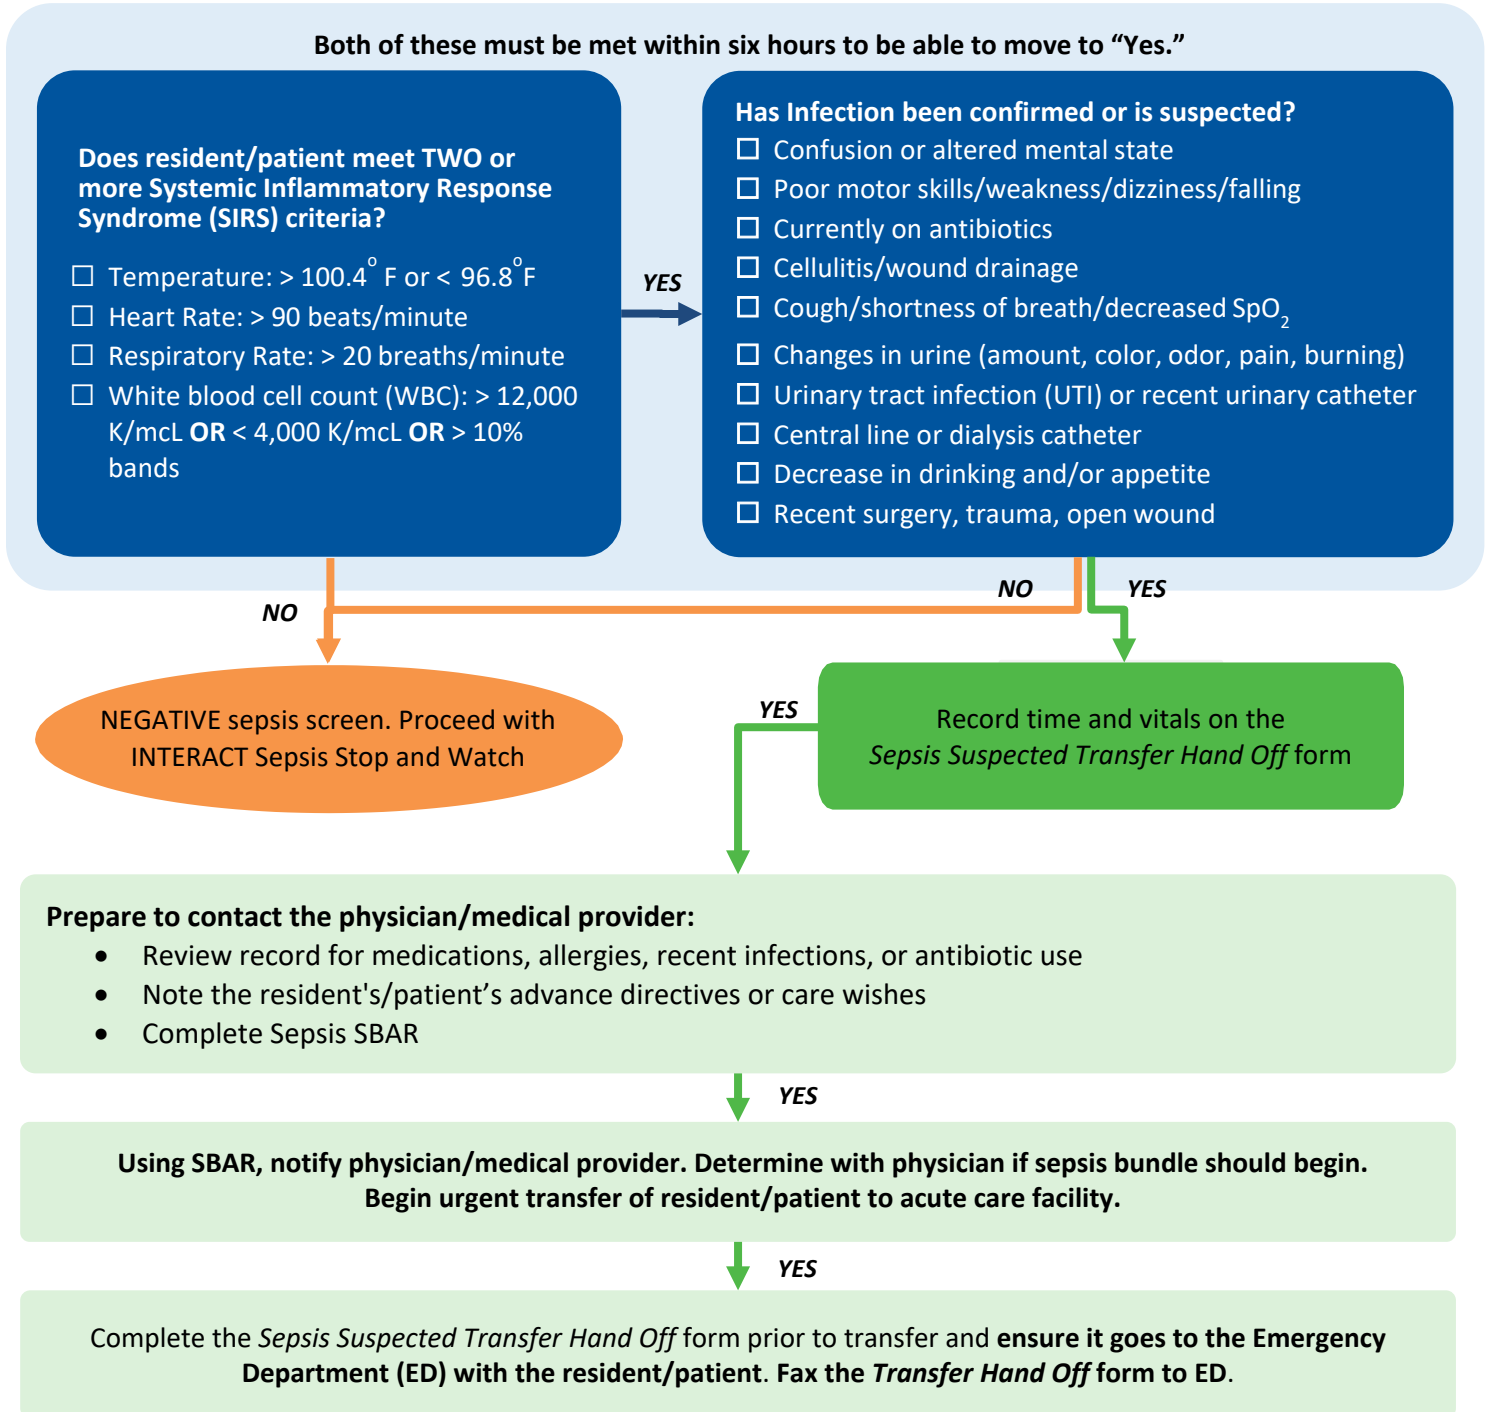 Both of these must be met within six hours to be able to move to “Yes.”
Does resident/patient meet TWO or
more Systemic Inflammatory Response
Syndrome (SIRS) criteria?
☐ Temperature: > 100.4° F or < 96.8°F
☐ Heart Rate: > 90 beats/minute
☐ Respiratory Rate: > 20 breaths/minute
☐ White blood cell count (WBC): > 12,000
K/mcL OR < 4,000 K/mcL OR > 10%
bands
YES
Has Infection been confirmed or is suspected?
☐ Confusion or altered mental state
☐ Poor motor skills/weakness/dizziness/falling
☐ Currently on antibiotics
☐ Cellulitis/wound drainage
☐ Cough/shortness of breath/decreased SpO₂
☐ Changes in urine (amount, color, odor, pain, burning)
☐ Urinary tract infection (UTI) or recent urinary catheter
☐ Central line or dialysis catheter
☐ Decrease in drinking and/or appetite
☐ Recent surgery, trauma, open wound
NO
NO
YES
NEGATIVE sepsis screen. Proceed with
INTERACT Sepsis Stop and Watch
YES
Record time and vitals on the
Sepsis Suspected Transfer Hand Off form
Prepare to contact the physician/medical provider:
• Review record for medications, allergies, recent infections, or antibiotic use
• Note the resident's/patient’s advance directives or care wishes
• Complete Sepsis SBAR
YES
Using SBAR, notify physician/medical provider. Determine with physician if sepsis bundle should begin.
Begin urgent transfer of resident/patient to acute care facility.
YES
Complete the Sepsis Suspected Transfer Hand Off form prior to transfer and ensure it goes to the Emergency
Department (ED) with the resident/patient. Fax the Transfer Hand Off form to ED.